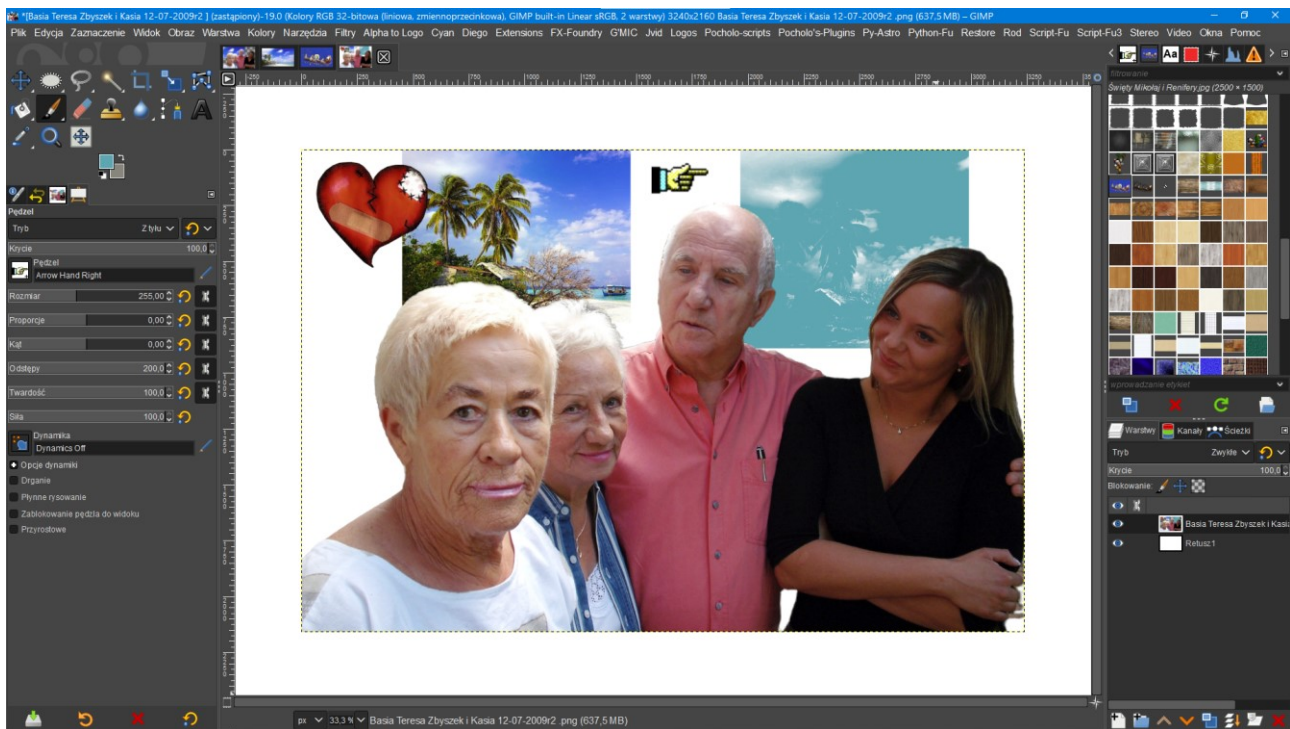 *[Basia Teresa Zbyszek i Kasia 12-07-2009r2 ] (zastąpiony)-19.0 (Kolory RGB 32-bitowa (liniowa, zmiennoprzecinkowa), GIMP built-in Linear sRGB, 2 warstwy) 3240x2160 Basia Teresa Zbyszek i Kasia 12-07-2009r2 .png (637,5 MB) – GIMP
Plik Edycja Zaznaczenie Widok Obraz Warstwa Kolory Narzędzia Filtry Alpha to Logo Cyan Diego Extensions FX-Foundry G'MIC Jvid Logos Pocholo-scripts Pocholo's-Plugins Py-Astro Python-Fu Restore Rod Script-Fu Script-Fu3 Stereo Video Okna Pomoc
Aa
filtrowanie
Święty Mikołaj i Renifery.jpg (2500 × 1500)
Pędzel
Tryb
Z tyłu
Krycie
100,0
Pędzel
Arrow Hand Right
Rozmiar
255,00
Proporcje
0,00
Kąt
0,00
Odstępy
200,0
Twardość
100,0
Siła
100,0
Dynamika
Dynamics Off
Opcje dynamiki
Drganie
Płynne rysowanie
Zablokowanie pędzla do widoku
Przyrostowe
wprowadzanie etykiet
Warstwy
Kanały
Ścieżki
Tryb
Zwykłe
Krycie
100,0
Blokowanie:
Basia Teresa Zbyszek i Kasia
Retusz1
px
33,3 %
Basia Teresa Zbyszek i Kasia 12-07-2009r2 .png (637,5 MB)